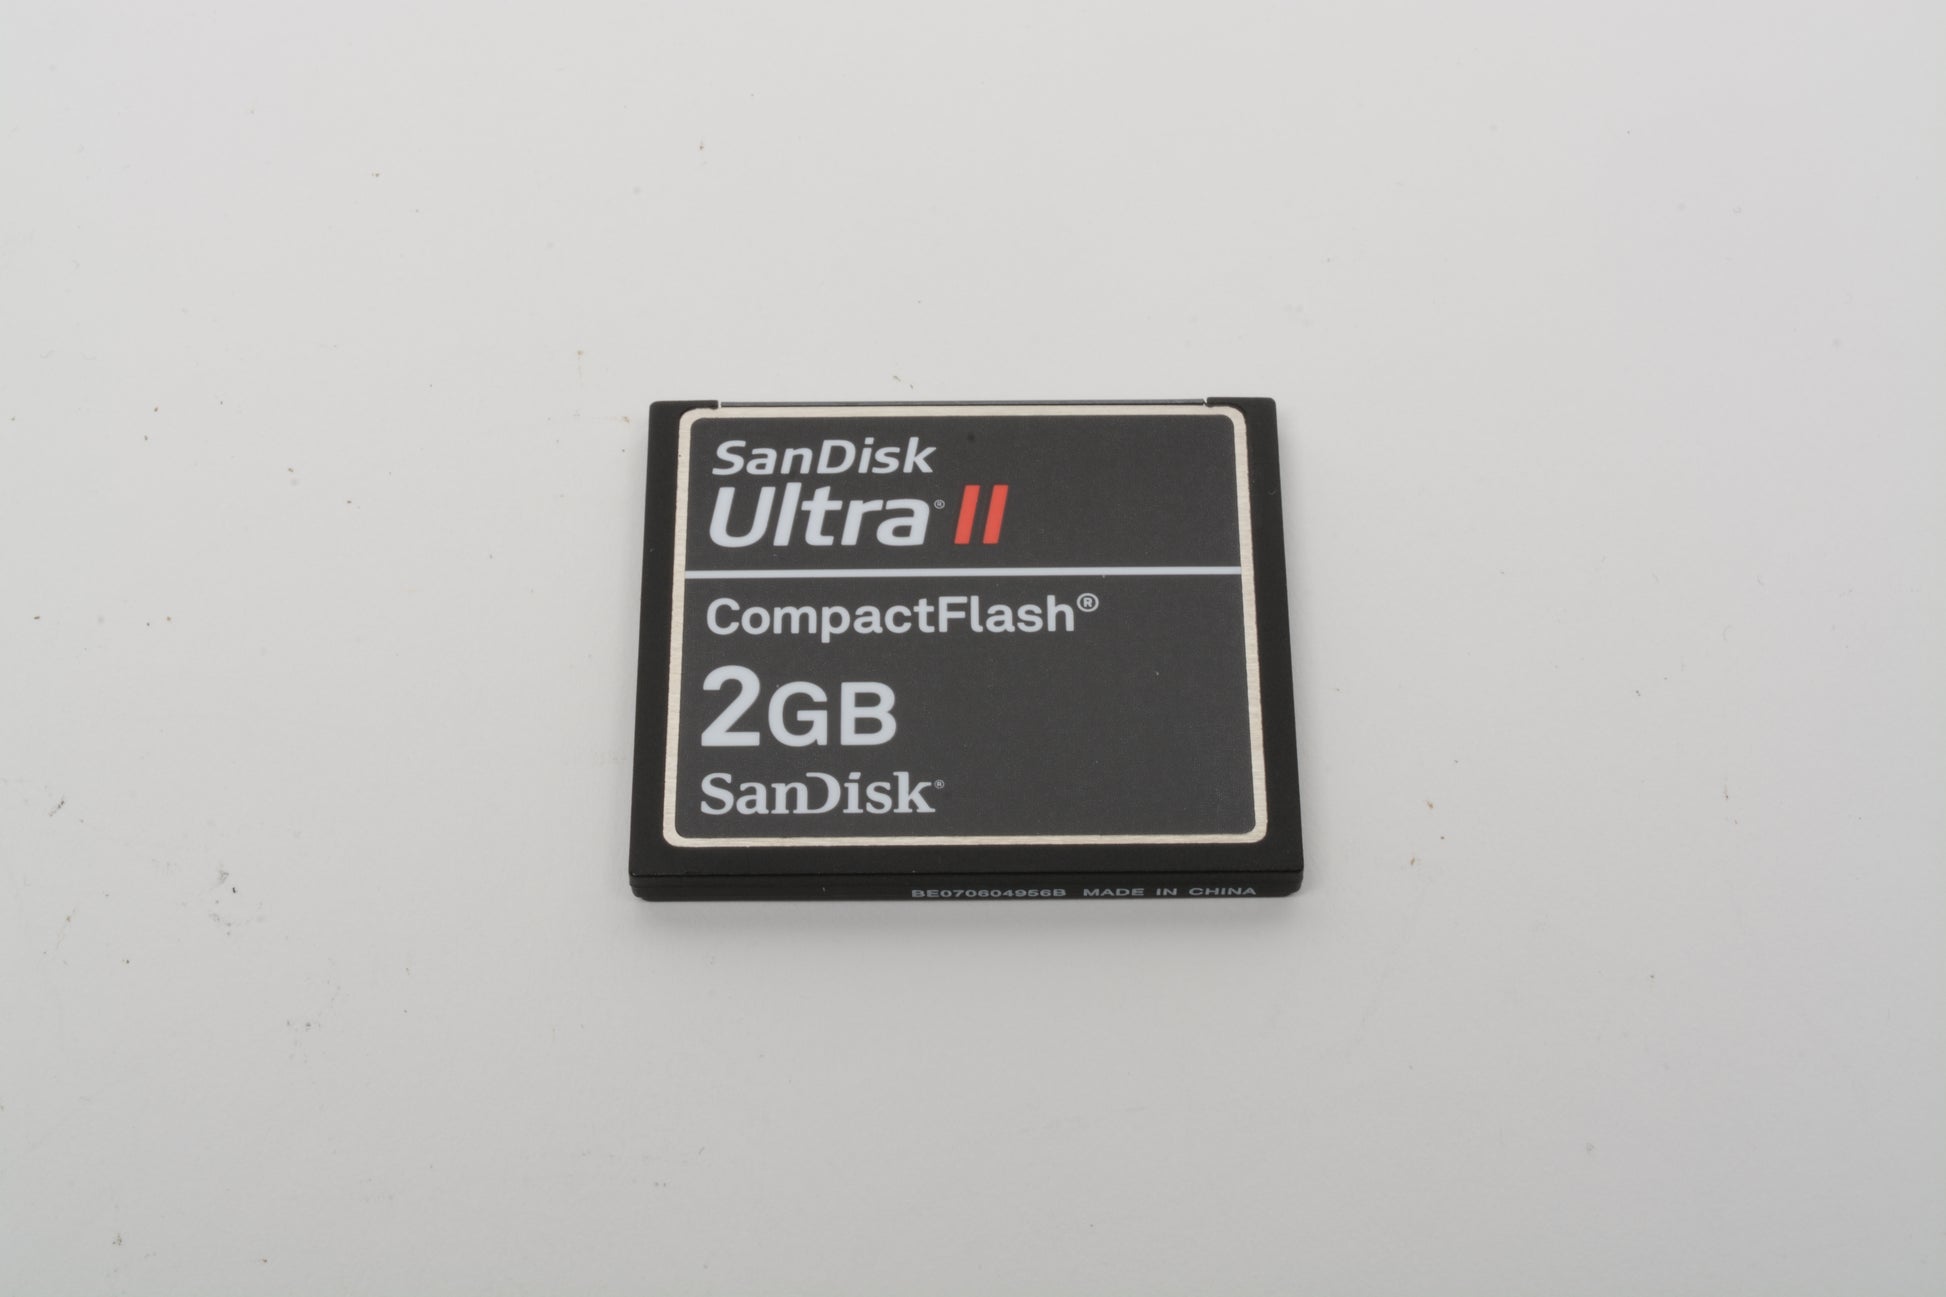 SanDisk
Ultra® II
CompactFlash®
2GB
SanDisk®
BE070604956B MADE IN CHINA